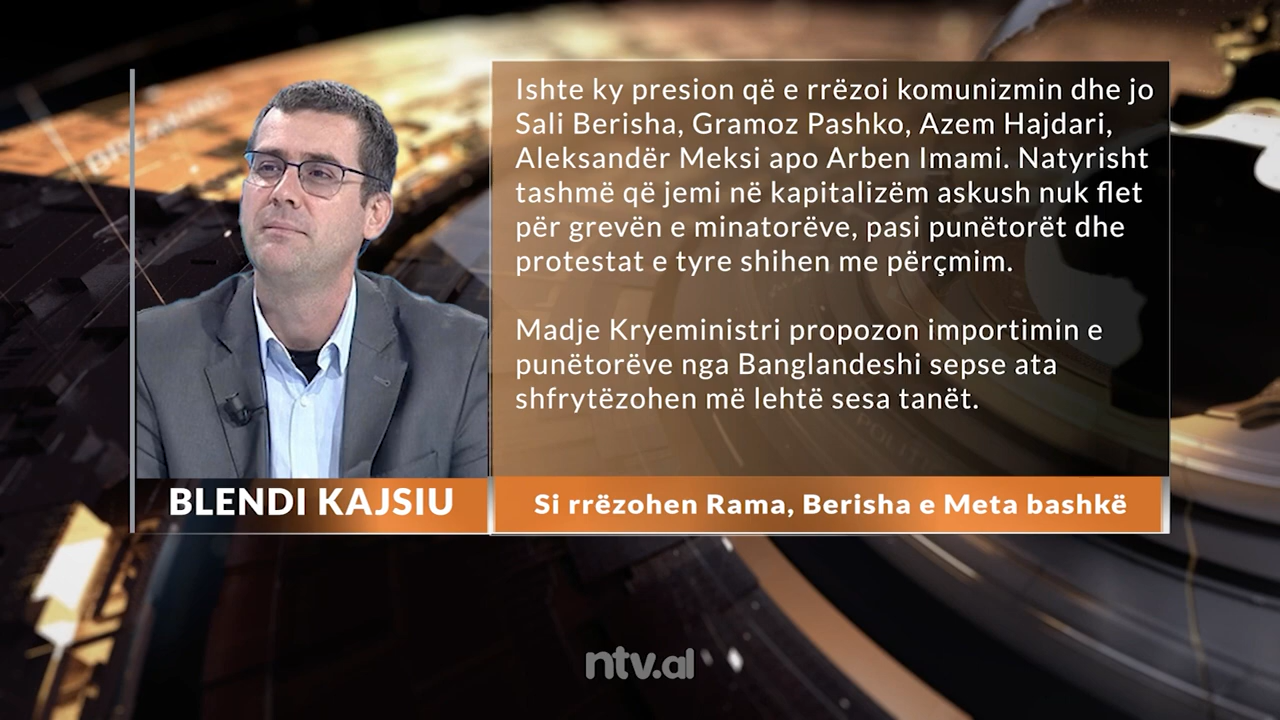 Ishte ky presion që e rrëzoi komunizmin dhe jo
Sali Berisha, Gramoz Pashko, Azem Hajdari,
Aleksandër Meksi apo Arben Imami. Natyrisht
tashmë që jemi në kapitalizëm askush nuk flet
për grevën e minatorëve, pasi punëtorët dhe
protestat e tyre shihen me përçmim.
Madje Kryeministri propozon importimin e
punëtorëve nga Banglandeshi sepse ata
shfrytëzohen më lehtë sesa tanët.
BLENDI KAJSIU
Si rrëzohen Rama, Berisha e Meta bashkë
ntv.al